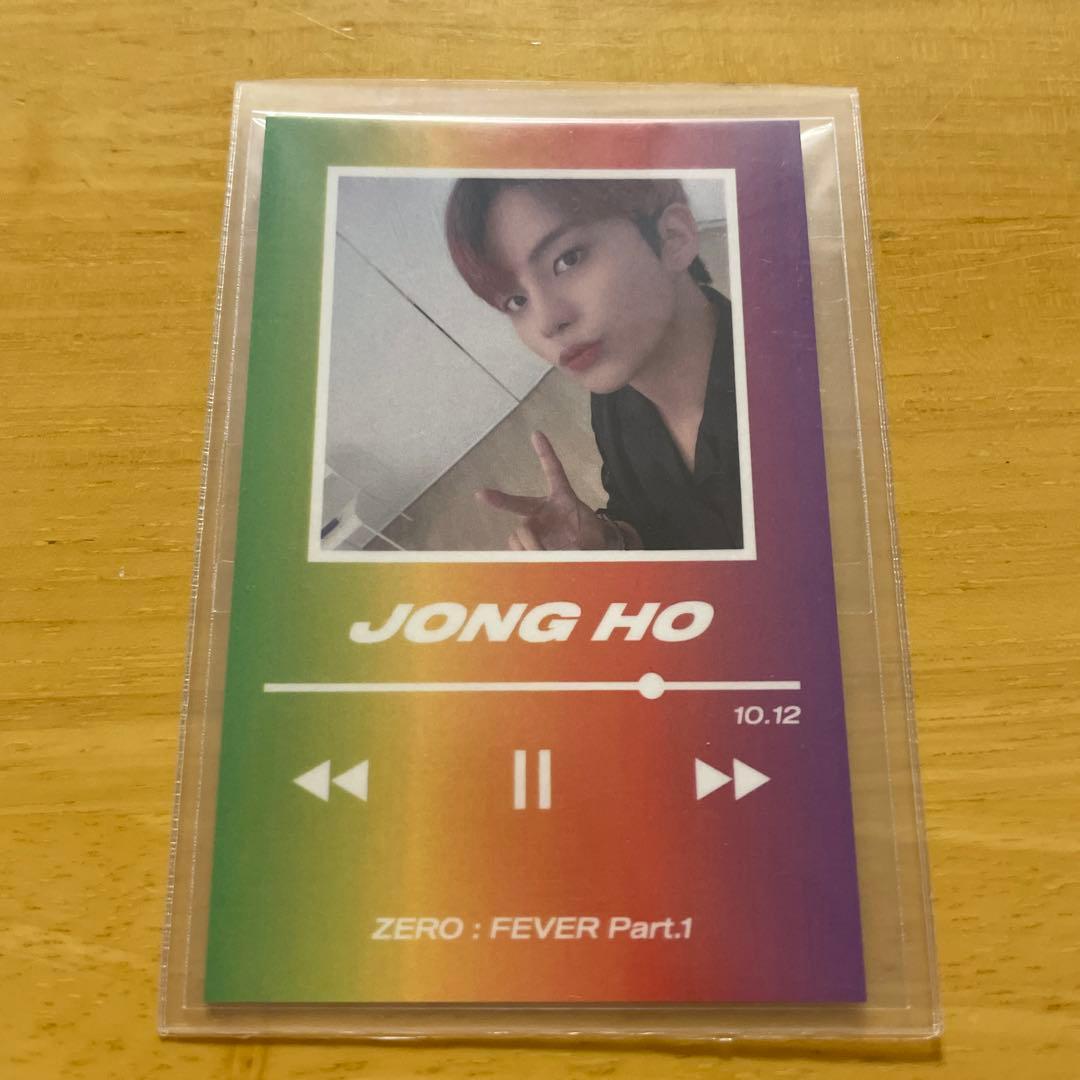 JONG HO
10.12
ZERO : FEVER Part.1